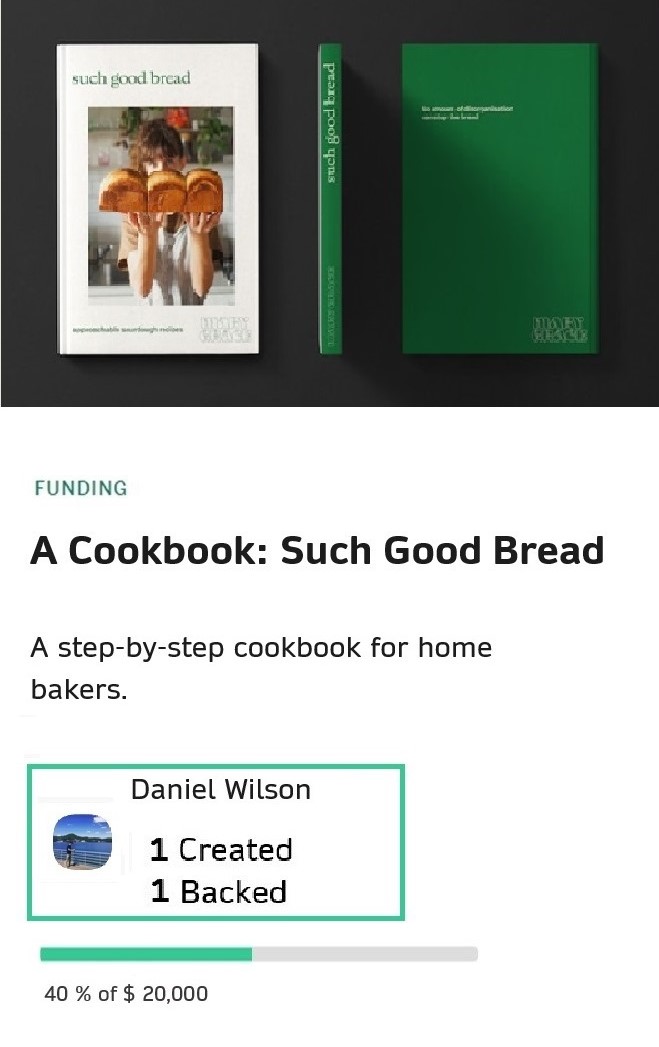 such good bread
approachable sourdough recipes
such good bread
FUNDING
A Cookbook: Such Good Bread
A step-by-step cookbook for home
bakers.
Daniel Wilson
1 Created
1 Backed
40 % of $ 20,000